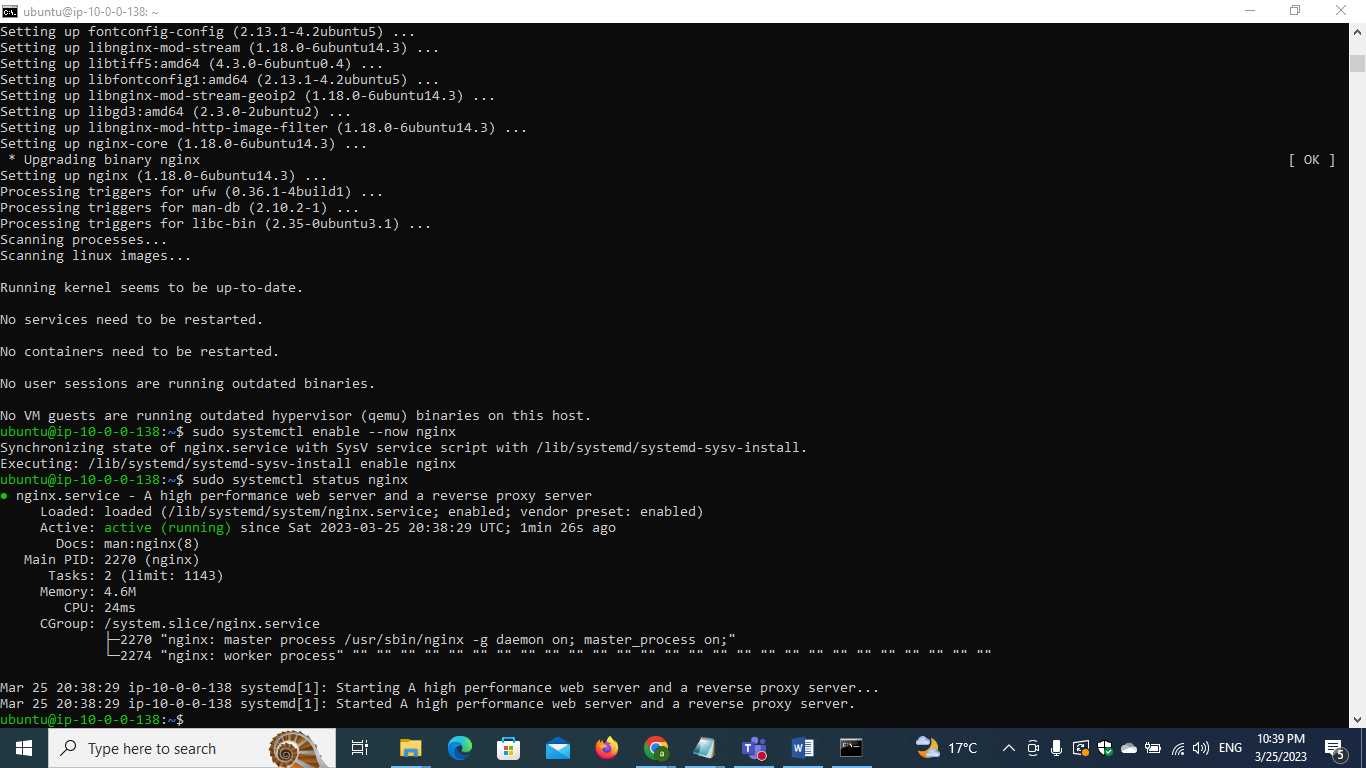 ubuntu@ip-10-0-0-138: ~
Setting up fontconfig-config (2.13.1-4.2ubuntu5) ...
Setting up libnginx-mod-stream (1.18.0-6ubuntu14.3) ...
Setting up libtiff5:amd64 (4.3.0-6ubuntu0.4) ...
Setting up libfontconfig1:amd64 (2.13.1-4.2ubuntu5) ...
Setting up libnginx-mod-stream-geoip2 (1.18.0-6ubuntu14.3) ...
Setting up libgd3:amd64 (2.3.0-2ubuntu2) ...
Setting up libnginx-mod-http-image-filter (1.18.0-6ubuntu14.3) ...
Setting up nginx-core (1.18.0-6ubuntu14.3) ...
 * Upgrading binary nginx [ OK ]
Setting up nginx (1.18.0-6ubuntu14.3) ...
Processing triggers for ufw (0.36.1-4build1) ...
Processing triggers for man-db (2.10.2-1) ...
Processing triggers for libc-bin (2.35-0ubuntu3.1) ...
Scanning processes...
Scanning linux images...
Running kernel seems to be up-to-date.
No services need to be restarted.
No containers need to be restarted.
No user sessions are running outdated binaries.
No VM guests are running outdated hypervisor (qemu) binaries on this host.
ubuntu@ip-10-0-0-138:~$ sudo systemctl enable --now nginx
Synchronizing state of nginx.service with SysV service script with /lib/systemd/systemd-sysv-install.
Executing: /lib/systemd/systemd-sysv-install enable nginx
ubuntu@ip-10-0-0-138:~$ sudo systemctl status nginx
● nginx.service - A high performance web server and a reverse proxy server
Loaded: loaded (/lib/systemd/system/nginx.service; enabled; vendor preset: enabled)
Active: active (running) since Sat 2023-03-25 20:38:29 UTC; 1min 26s ago
Docs: man:nginx(8)
Main PID: 2270 (nginx)
Tasks: 2 (limit: 1143)
Memory: 4.6M
CPU: 24ms
CGroup: /system.slice/nginx.service
├─2270 "nginx: master process /usr/sbin/nginx -g daemon on; master_process on;"
└─2274 "nginx: worker process" "" "" "" "" "" "" "" "" "" "" "" "" "" "" "" "" "" "" "" "" "" "" "" "" "" "" ""
Mar 25 20:38:29 ip-10-0-0-138 systemd[1]: Starting A high performance web server and a reverse proxy server...
Mar 25 20:38:29 ip-10-0-0-138 systemd[1]: Started A high performance web server and a reverse proxy server.
ubuntu@ip-10-0-0-138:~$
Type here to search
17°C
ENG
10:39 PM
3/25/2023
5